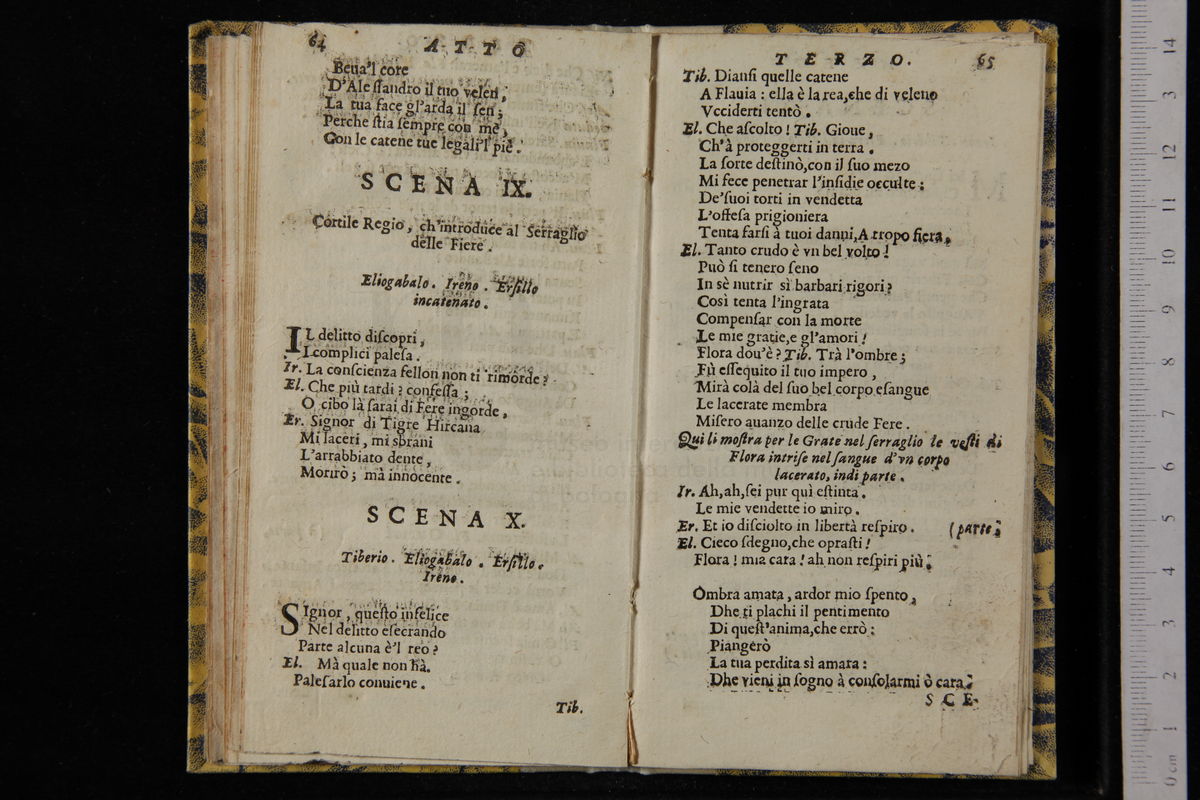 64 ATTO
Beua'l core
D'Alessandro il tuo velen,
La tua face gl'arda il sen;
Perche stia sempre con me,
Con le catene tue legali'l piè.
SCENA IX.
Cortile Regio, ch'introduce al Serraglio
delle Fiere.
Eliogabalo. Ireno. Ersillo
incatenato.
IL delitto discopri,
I complici palesa.
Ir. La conscienza fellon non ti rimorde?
El. Che più tardi? confessa;
O cibo là sarai di Fere ingorde,
Er. Signor di Tigre Hircana
Mi laceri, mi sbrani
L'arrabbiato dente,
Morirò; mà innocente.
SCENA X.
Tiberio. Eliogabalo. Ersillo.
Ireno.
SIgnor, questo infelice
Nel delitto esecrando
Parte alcuna è'l reo?
El. Mà quale non hà.
Palesarlo conuiene.
Tib.
TERZO. 65
Tib. Diansi quelle catene
A Flauia: ella è la rea, che di veleno
Vcciderti tentò.
El. Che ascolto! Tib. Gioue,
Ch'à proteggerti in terra.
La sorte destinò, con il suo mezo
Mi fece penetrar l'insidie occulte;
De'suoi torti in vendetta
L'offesa prigioniera
Tenta farsi à tuoi danni, A tropo fiera.
El. Tanto crudo è vn bel volto!
Può si tenero seno
In sè nutrir sì barbari rigori?
Così tenta l'ingrata
Compensar con la morte
Le mie gratie, e gl'amori!
Flora dou'è? Tib. Trà l'ombre;
Fù essequito il tuo impero,
Mirà colà del suo bel corpo esangue
Le lacerate membra
Misero auanzo delle crude Fere.
Qui li mostra per le Grate nel serraglio le vesti di
Flora intrise nel sangue d'vn corpo
lacerato, indi parte.
Ir. Ah, ah, sei pur quì estinta.
Le mie vendette io miro.
Er. Et io disciolto in libertà respiro. (parte.
El. Cieco sdegno, che oprasti!
Flora! mia cara! ah non respiri più.
Ombra amata, ardor mio spento,
Dhe ti plachi il pentimento
Di quest'anima, che errò:
Piangerò
La tua perdita sì amara:
Dhe vieni in sogno à consolarmi ò cara.
SCE-